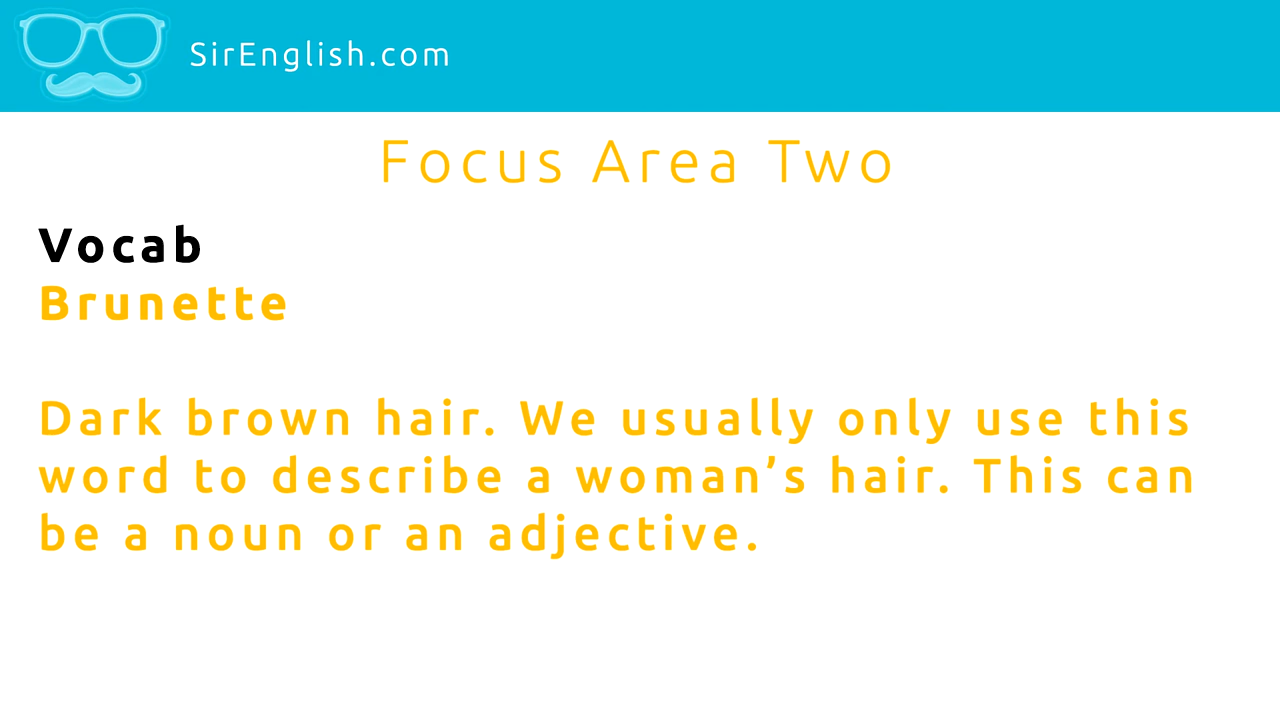 SirEnglish.com
Focus Area Two
Vocab
Brunette
Dark brown hair. We usually only use this
word to describe a woman’s hair. This can
be a noun or an adjective.